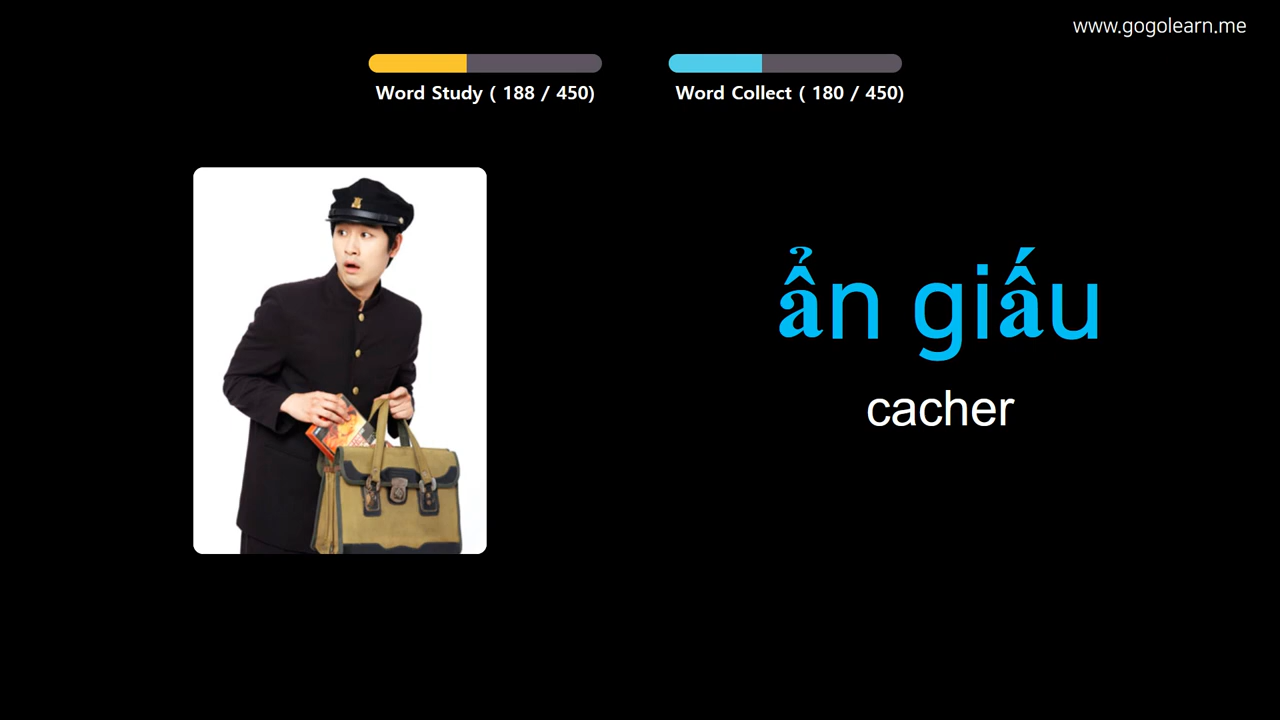 www.gogolearn.me
Word Study ( 188 / 450)
Word Collect ( 180 / 450)
ẩn giấu
cacher